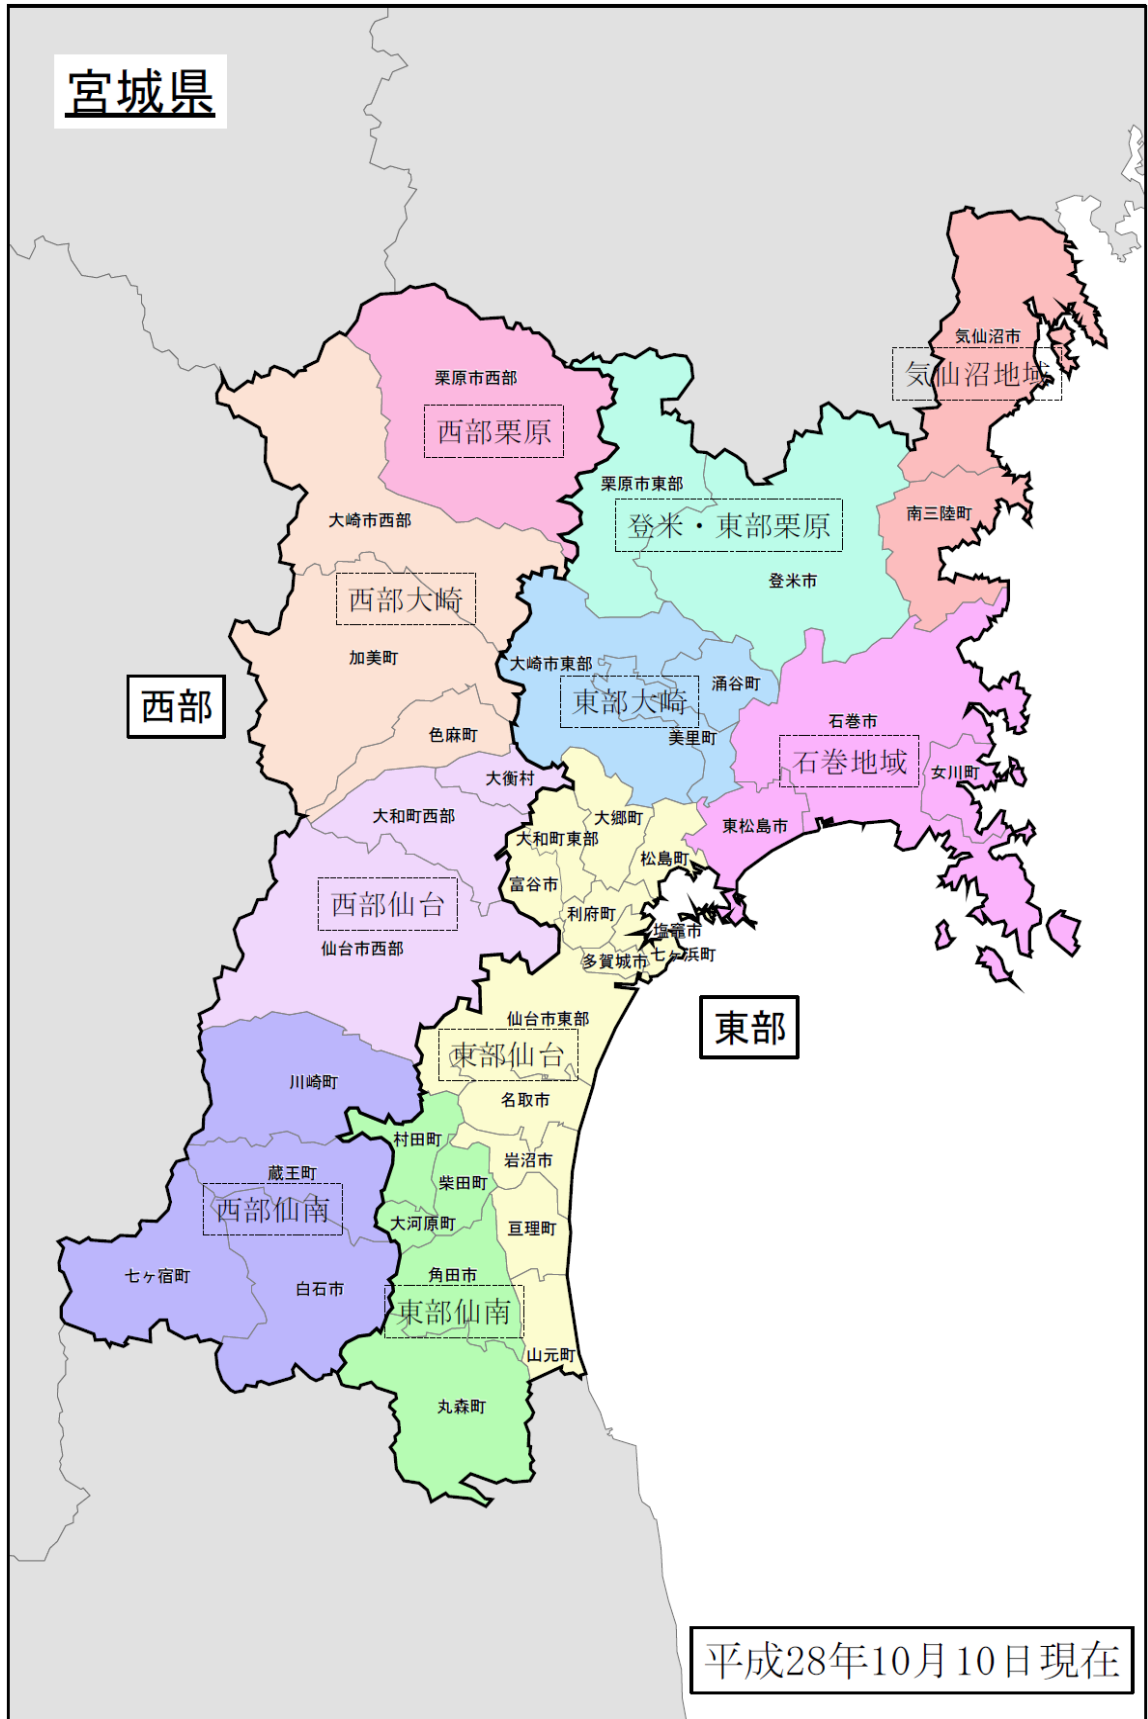 宮城県
気仙沼市
気仙沼地域
栗原市西部
西部栗原
栗原市東部
登米・東部栗原
南三陸町
大崎市西部
登米市
西部大崎
加美町
大崎市東部
涌谷町
東部大崎
西部
色麻町
美里町
石巻市
石巻地域
女川町
大衡村
大和町西部
大郷町
東松島市
大和町東部
松島町
富谷市
西部仙台
利府町
塩竈市
仙台市西部
多賀城市
七ヶ浜町
仙台市東部
東部
東部仙台
川崎町
名取市
村田町
岩沼市
蔵王町
柴田町
西部仙南
大河原町
亘理町
七ヶ宿町
白石市
角田市
東部仙南
山元町
丸森町
平成28年10月10日現在